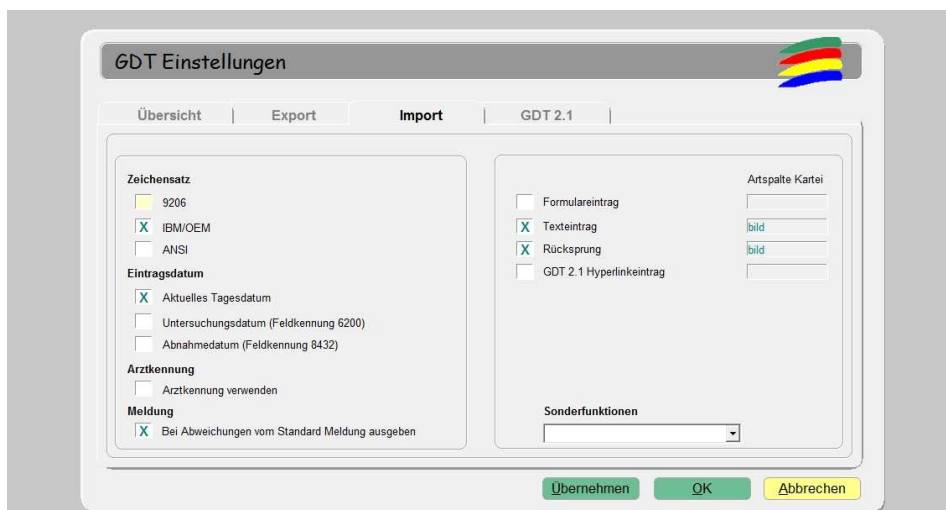 GDT Einstellungen
Übersicht | Export Import | GDT 2.1 |
Zeichensatz
9206
X IBM/OEM
ANSI
Eintragsdatum
X Aktuelles Tagesdatum
Untersuchungsdatum (Feldkennung 6200)
Abnahmedatum (Feldkennung 8432)
Arztkennung
Arztkennung verwenden
Meldung
X Bei Abweichungen vom Standard Meldung ausgeben
Artspalte Kartei
Formulareintrag
X Texteintrag bild
X Rücksprung bild
GDT 2.1 Hyperlinkeintrag
Sonderfunktionen
Übernehmen OK Abbrechen